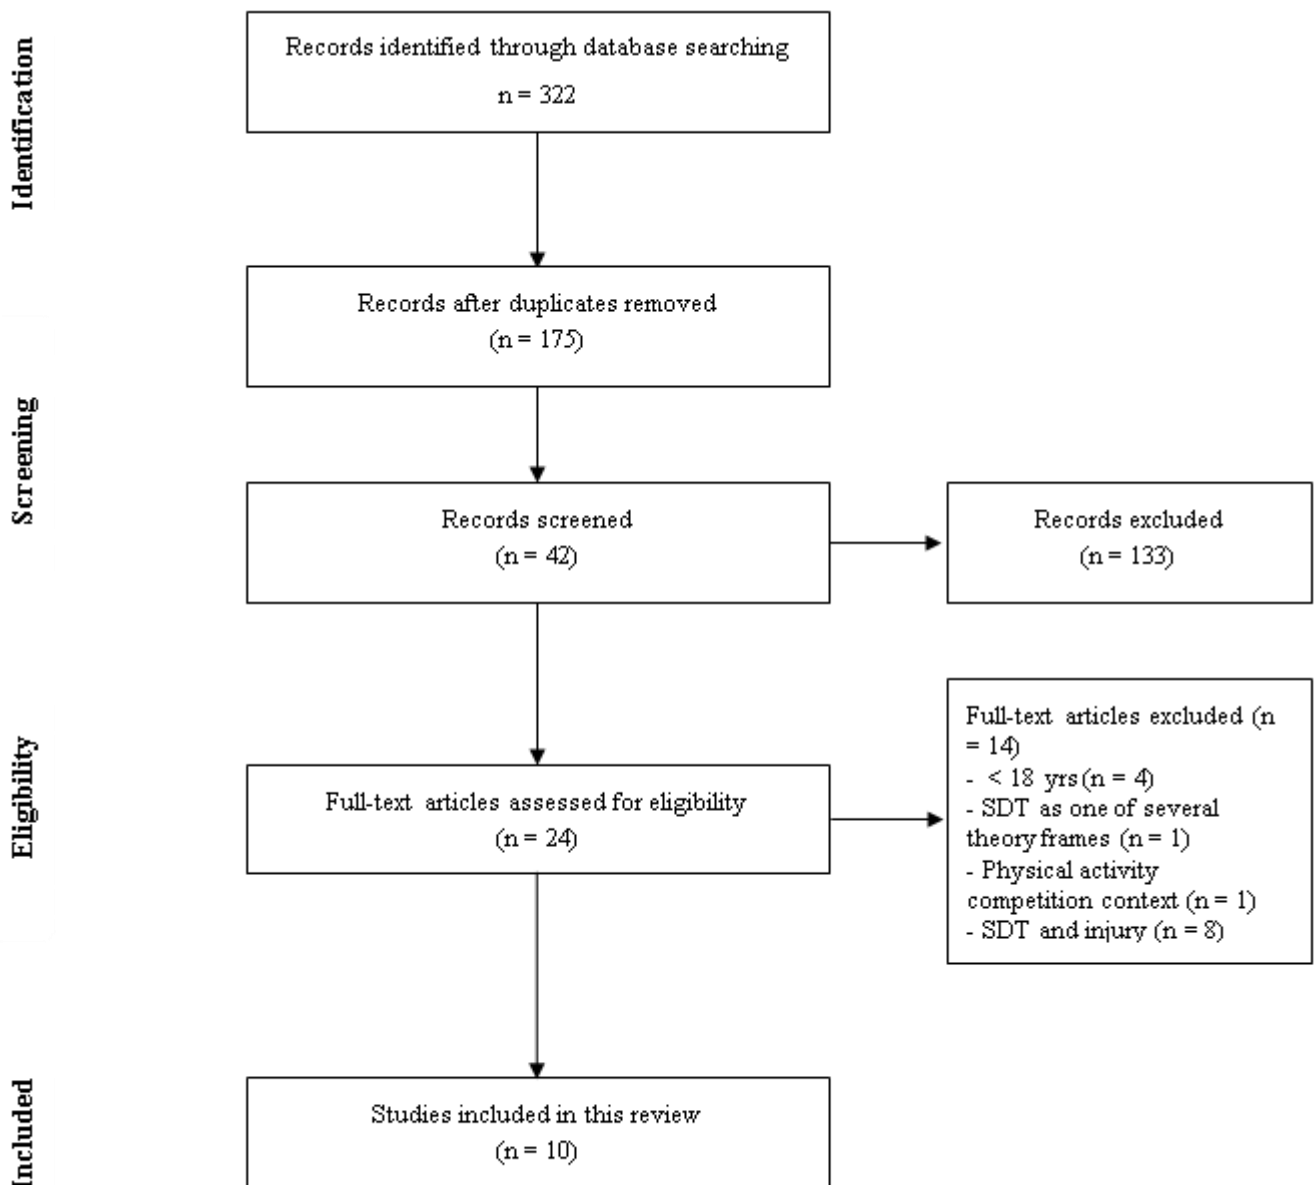 Identification
Records identified through database searching
n = 322
Records after duplicates removed
(n = 175)
Screening
Records screened
(n = 42)
Records excluded
(n = 133)
Eligibility
Full-text articles assessed for eligibility
(n = 24)
Full-text articles excluded (n
= 14)
- < 18 yrs (n = 4)
- SDT as one of several
theory frames (n = 1)
- Physical activity
competition context (n = 1)
- SDT and injury (n = 8)
Included
Studies included in this review
(n = 10)